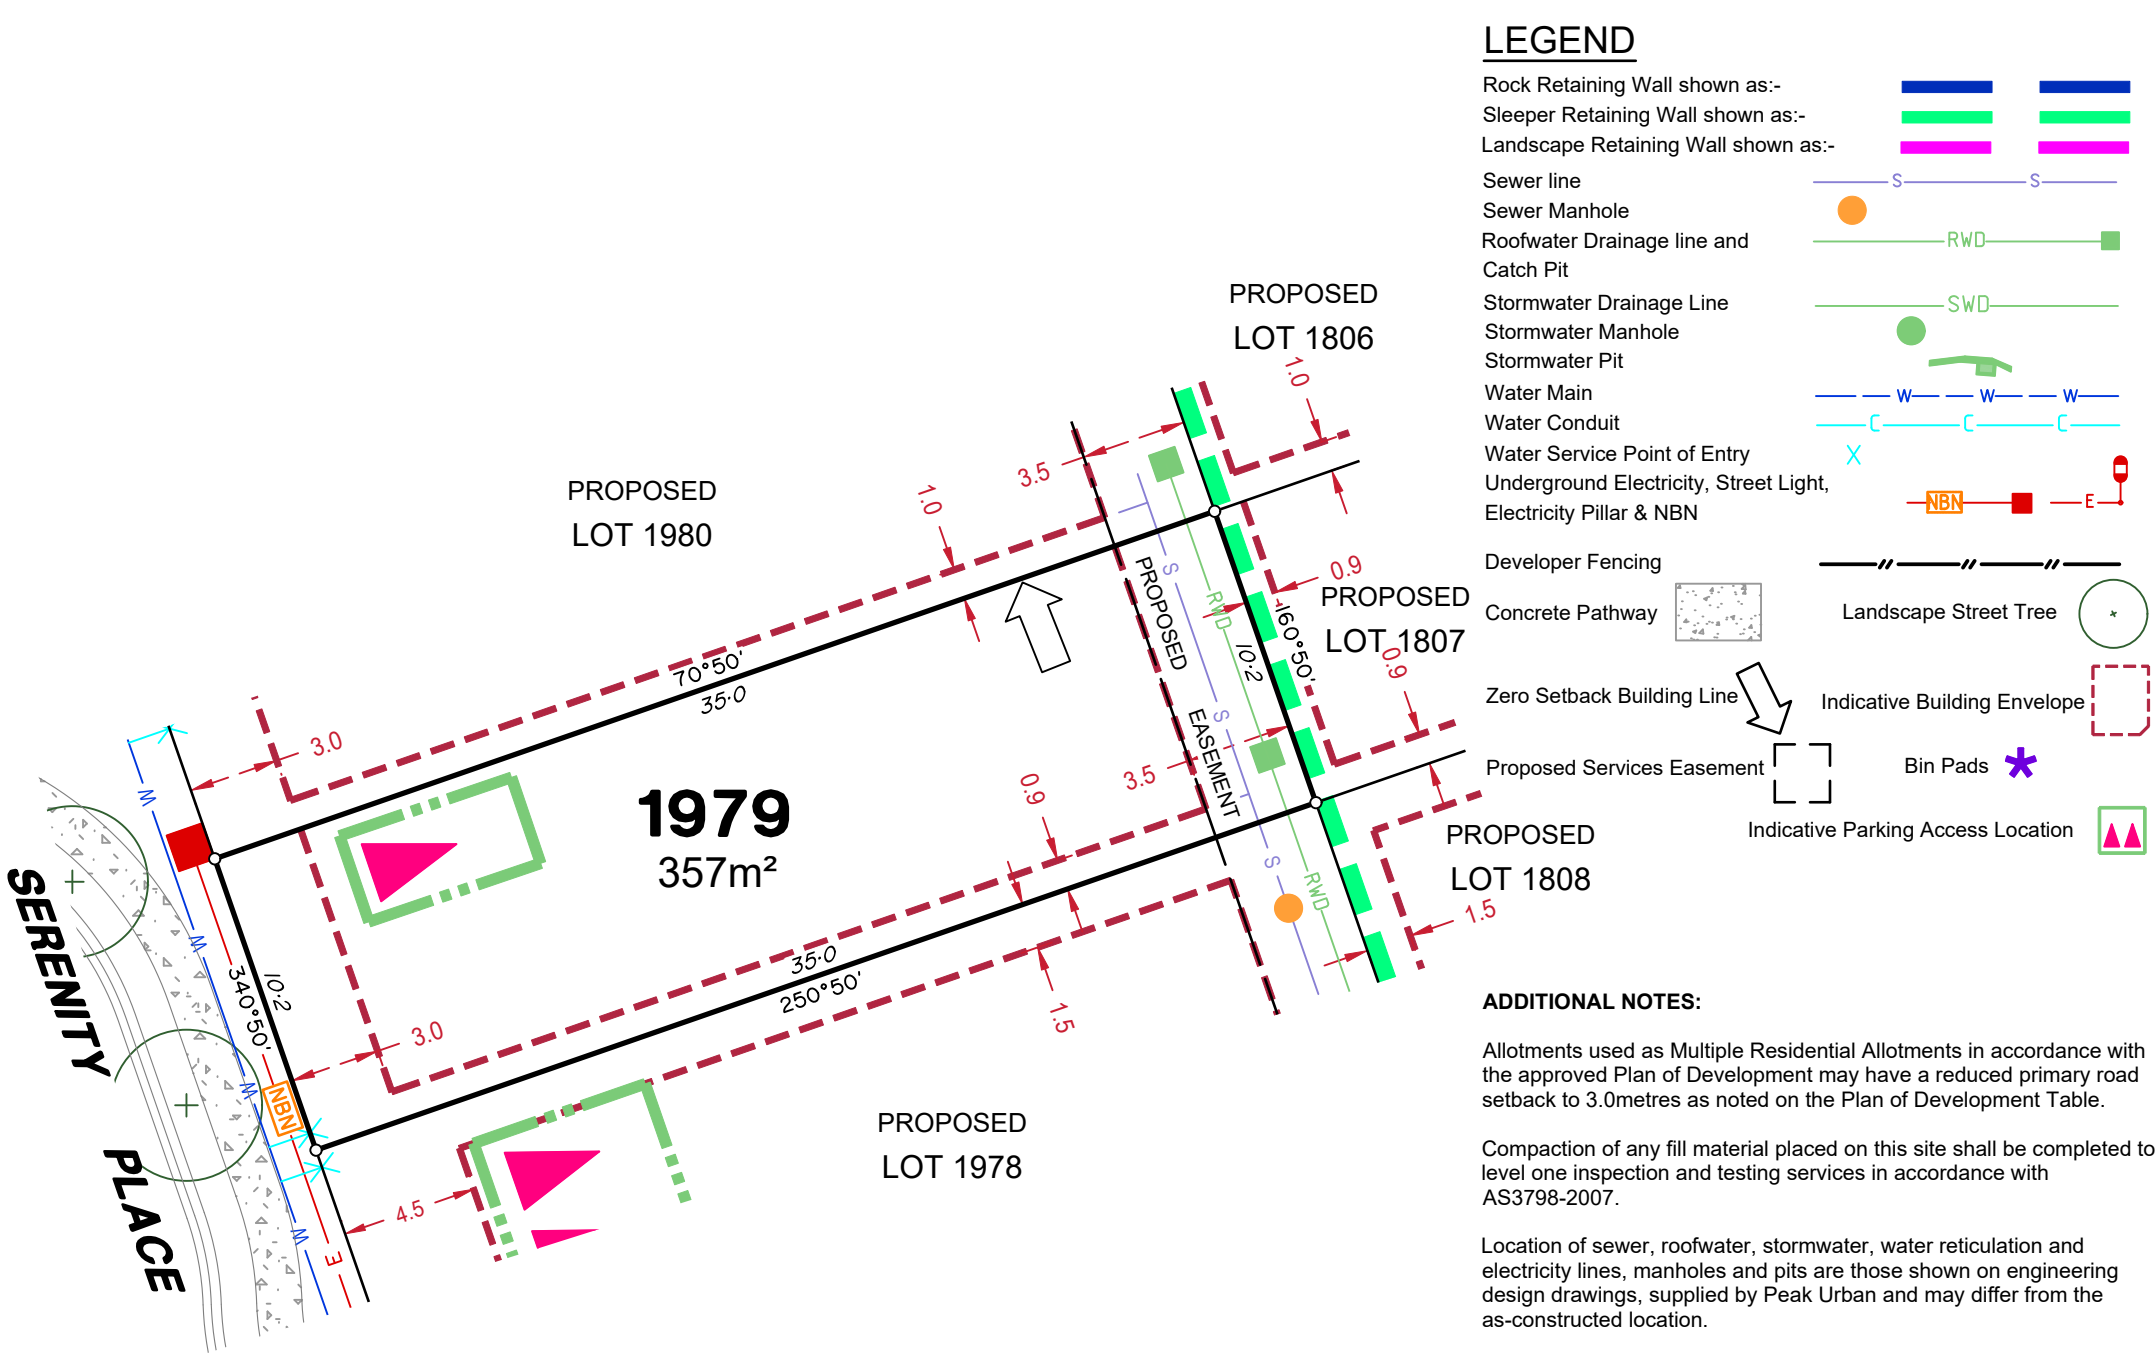 LEGEND
Rock Retaining Wall shown as:-
Sleeper Retaining Wall shown as:-
Landscape Retaining Wall shown as:-
Sewer line
S S
Sewer Manhole
Roofwater Drainage line and
RWD
Catch Pit
Stormwater Drainage Line
SWD
Stormwater Manhole
Stormwater Pit
Water Main
W W W
Water Conduit
C C C
Water Service Point of Entry
X
Underground Electricity, Street Light,
Electricity Pillar & NBN
NBN E
Developer Fencing
Concrete Pathway
Landscape Street Tree
Zero Setback Building Line
Indicative Building Envelope
Proposed Services Easement
Bin Pads
Indicative Parking Access Location
ADDITIONAL NOTES:
Allotments used as Multiple Residential Allotments in accordance with
the approved Plan of Development may have a reduced primary road
setback to 3.0metres as noted on the Plan of Development Table.
Compaction of any fill material placed on this site shall be completed to
level one inspection and testing services in accordance with
AS3798-2007.
Location of sewer, roofwater, stormwater, water reticulation and
electricity lines, manholes and pits are those shown on engineering
design drawings, supplied by Peak Urban and may differ from the
as-constructed location.
PROPOSED
LOT 1806
1.0
3.5
PROPOSED
LOT 1980
1.0
0.9
PROPOSED
LOT 1807
0.9
PROPOSED
EASEMENT
S
RWD
S
10·2
160°50'
70°50'
35·0
3.0
3.5
0.9
1979
357m²
PROPOSED
LOT 1808
1.5
S
RWD
35·0
250°50'
1.5
3.0
W
W
W
W
340°50'
10·2
NBN
E
SERENITY
PLACE
4.5
PROPOSED
LOT 1978